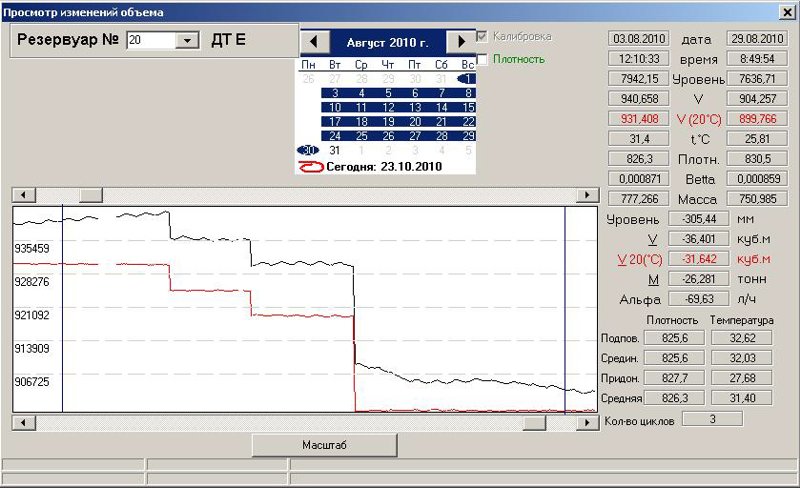 Просмотр изменений объема
Резервуар № 20 ДТ Е
Август 2010 г.
Пн Вт Ср Чт Пт Сб Вс
26 27 28 29 30 31 1
2 3 4 5 6 7 8
9 10 11 12 13 14 15
16 17 18 19 20 21 22
23 24 25 26 27 28 29
30 31 1 2 3 4 5
Сегодня: 23.10.2010
Калибровка
Плотность
03.08.2010 дата 29.08.2010
12:10:33 время 8:49:54
7942,15 Уровень 7636,71
940,658 V 904,257
931,408 V (20°C) 899,766
31,4 t,°C 25,81
826,3 Плотн. 830,5
0,000871 Betta 0,000859
777,266 Масса 750,985
Уровень -305,44 мм
V -36,401 куб.м
V 20(°C) -31,642 куб.м
М -26,281 тонн
Альфа -69,63 л/ч
Плотность Температура
Подпов. 825,6 32,62
Средин. 825,6 32,03
Придон. 827,7 27,68
Средняя 826,3 31,40
Кол-во циклов 3
935459
928276
921092
913909
906725
Масштаб